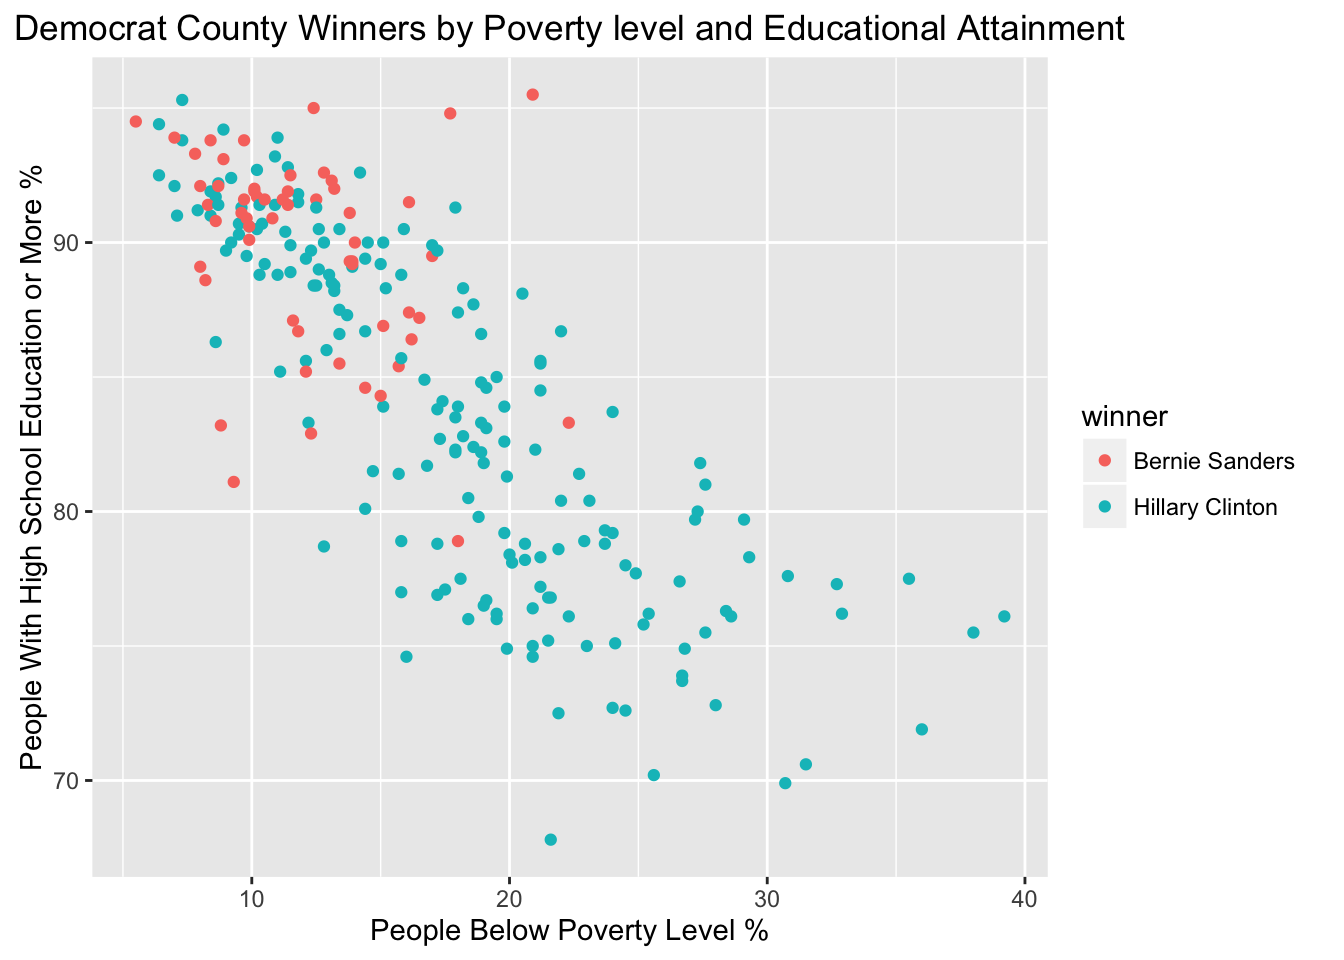 Democrat County Winners by Poverty level and Educational Attainment
People With High School Education or More %
90
80
70
10
20
30
40
People Below Poverty Level %
winner
Bernie Sanders
Hillary Clinton